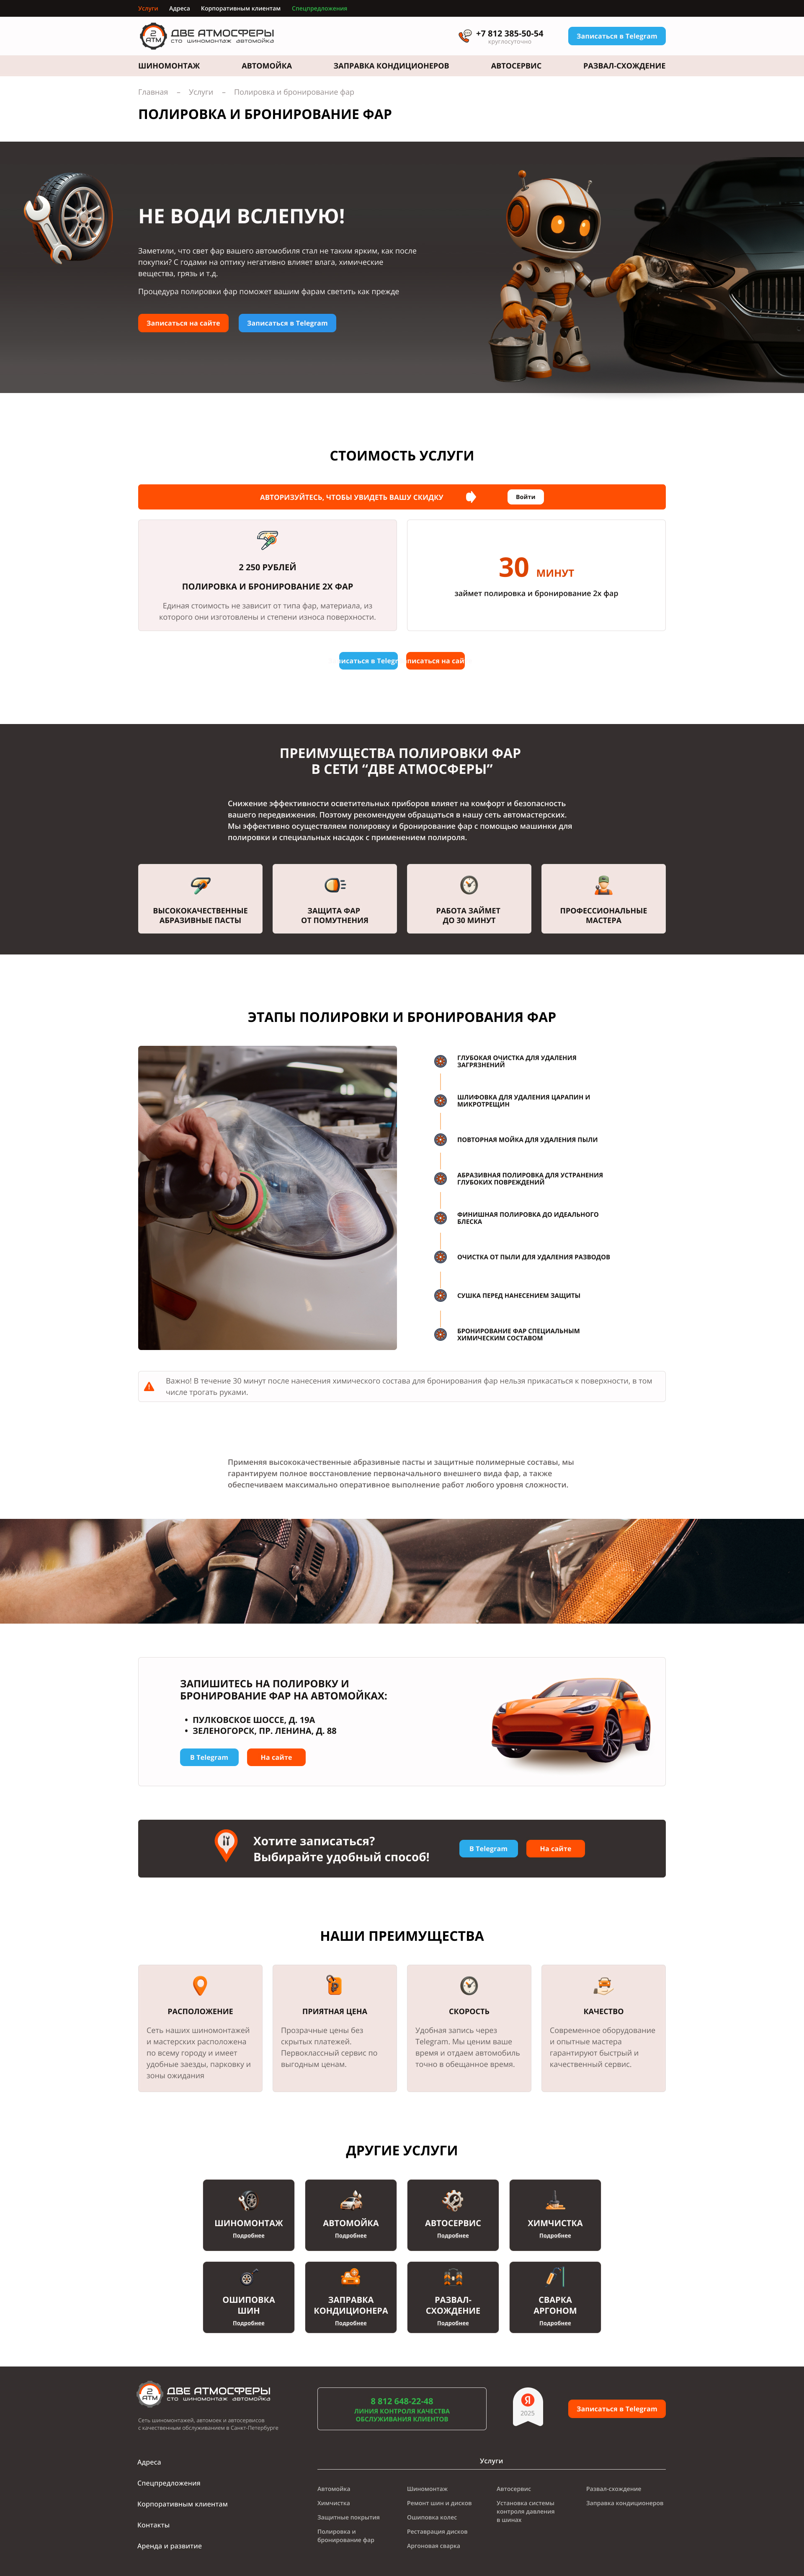 Услуги Адреса Корпоративным клиентам Спецпредложения
2 АТМ ДВЕ АТМОСФЕРЫ
сто шиномонтаж автомойка
+7 812 385-50-54
круглосуточно
Записаться в Telegram
ШИНОМОНТАЖ АВТОМОЙКА ЗАПРАВКА КОНДИЦИОНЕРОВ АВТОСЕРВИС РАЗВАЛ-СХОЖДЕНИЕ
Главная – Услуги – Полировка и бронирование фар
ПОЛИРОВКА И БРОНИРОВАНИЕ ФАР
НЕ ВОДИ ВСЛЕПУЮ!
Заметили, что свет фар вашего автомобиля стал не таким ярким, как после
покупки? С годами на оптику негативно влияет влага, химические
вещества, грязь и т.д.
Процедура полировки фар поможет вашим фарам светить как прежде
Записаться на сайте Записаться в Telegram
СТОИМОСТЬ УСЛУГИ
АВТОРИЗУЙТЕСЬ, ЧТОБЫ УВИДЕТЬ ВАШУ СКИДКУ Войти
2 250 РУБЛЕЙ
ПОЛИРОВКА И БРОНИРОВАНИЕ 2Х ФАР
Единая стоимость не зависит от типа фар, материала, из
которого они изготовлены и степени износа поверхности.
30 МИНУТ
займет полировка и бронирование 2х фар
писаться в Telegr писаться на сай
ПРЕИМУЩЕСТВА ПОЛИРОВКИ ФАР
В СЕТИ “ДВЕ АТМОСФЕРЫ”
Снижение эффективности осветительных приборов влияет на комфорт и безопасность
вашего передвижения. Поэтому рекомендуем обращаться в нашу сеть автомастерских.
Мы эффективно осуществляем полировку и бронирование фар с помощью машинки для
полировки и специальных насадок с применением полироля.
ВЫСОКОКАЧЕСТВЕННЫЕ
АБРАЗИВНЫЕ ПАСТЫ
ЗАЩИТА ФАР
ОТ ПОМУТНЕНИЯ
РАБОТА ЗАЙМЕТ
ДО 30 МИНУТ
ПРОФЕССИОНАЛЬНЫЕ
МАСТЕРА
ЭТАПЫ ПОЛИРОВКИ И БРОНИРОВАНИЯ ФАР
ГЛУБОКАЯ ОЧИСТКА ДЛЯ УДАЛЕНИЯ
ЗАГРЯЗНЕНИЙ
ШЛИФОВКА ДЛЯ УДАЛЕНИЯ ЦАРАПИН И
МИКРОТРЕЩИН
ПОВТОРНАЯ МОЙКА ДЛЯ УДАЛЕНИЯ ПЫЛИ
АБРАЗИВНАЯ ПОЛИРОВКА ДЛЯ УСТРАНЕНИЯ
ГЛУБОКИХ ПОВРЕЖДЕНИЙ
ФИНИШНАЯ ПОЛИРОВКА ДО ИДЕАЛЬНОГО
БЛЕСКА
ОЧИСТКА ОТ ПЫЛИ ДЛЯ УДАЛЕНИЯ РАЗВОДОВ
СУШКА ПЕРЕД НАНЕСЕНИЕМ ЗАЩИТЫ
БРОНИРОВАНИЕ ФАР СПЕЦИАЛЬНЫМ
ХИМИЧЕСКИМ СОСТАВОМ
Важно! В течение 30 минут после нанесения химического состава для бронирования фар нельзя прикасаться к поверхности, в том
числе трогать руками.
Применяя высококачественные абразивные пасты и защитные полимерные составы, мы
гарантируем полное восстановление первоначального внешнего вида фар, а также
обеспечиваем максимально оперативное выполнение работ любого уровня сложности.
ЗАПИШИТЕСЬ НА ПОЛИРОВКУ И
БРОНИРОВАНИЕ ФАР НА АВТОМОЙКАХ:
• ПУЛКОВСКОЕ ШОССЕ, Д. 19А
• ЗЕЛЕНОГОРСК, ПР. ЛЕНИНА, Д. 88
В Telegram На сайте
Хотите записаться?
Выбирайте удобный способ!
В Telegram На сайте
НАШИ ПРЕИМУЩЕСТВА
РАСПОЛОЖЕНИЕ
Сеть наших шиномонтажей
и мастерских расположена
по всему городу и имеет
удобные заезды, парковку и
зоны ожидания
ПРИЯТНАЯ ЦЕНА
Прозрачные цены без
скрытых платежей.
Первоклассный сервис по
выгодным ценам.
СКОРОСТЬ
Удобная запись через
Telegram. Мы ценим ваше
время и отдаем автомобиль
точно в обещанное время.
КАЧЕСТВО
Современное оборудование
и опытные мастера
гарантируют быстрый и
качественный сервис.
ДРУГИЕ УСЛУГИ
ШИНОМОНТАЖ
Подробнее
АВТОМОЙКА
Подробнее
АВТОСЕРВИС
Подробнее
ХИМЧИСТКА
Подробнее
ОШИПОВКА
ШИН
Подробнее
ЗАПРАВКА
КОНДИЦИОНЕРА
Подробнее
РАЗВАЛ-
СХОЖДЕНИЕ
Подробнее
СВАРКА
АРГОНОМ
Подробнее
2 АТМ ДВЕ АТМОСФЕРЫ
сто шиномонтаж автомойка
Сеть шиномонтажей, автомоек и автосервисов
с качественным обслуживанием в Санкт-Петербурге
8 812 648-22-48
ЛИНИЯ КОНТРОЛЯ КАЧЕСТВА
ОБСЛУЖИВАНИЯ КЛИЕНТОВ
Я
2025
Записаться в Telegram
Адреса
Спецпредложения
Корпоративным клиентам
Контакты
Аренда и развитие
Услуги
Автомойка
Химчистка
Защитные покрытия
Полировка и
бронирование фар
Шиномонтаж
Ремонт шин и дисков
Ошиповка колес
Реставрация дисков
Аргоновая сварка
Автосервис
Установка системы
контроля давления
в шинах
Развал-схождение
Заправка кондиционеров